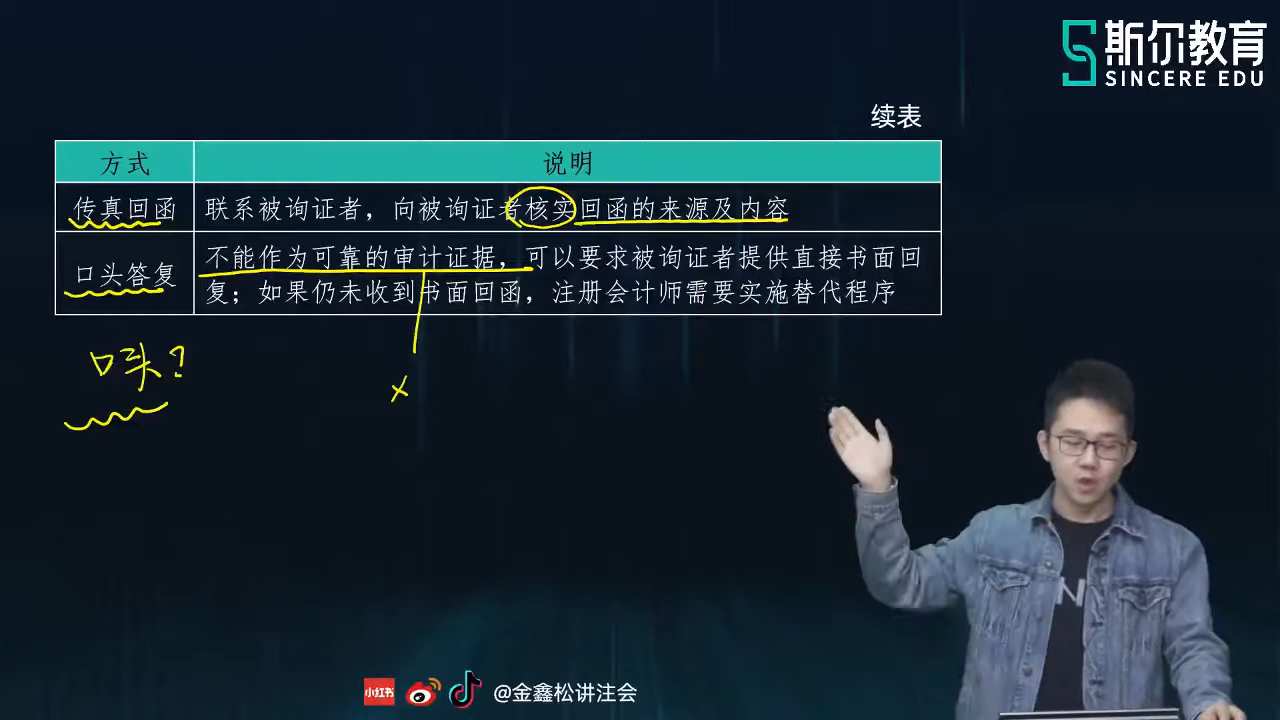 斯尔教育
SINCERE EDU
续表
方式
说明
传真回函
联系被询证者，向被询证者核实回函的来源及内容
口头答复
不能作为可靠的审计证据，可以要求被询证者提供直接书面回
复；如果仍未收到书面回函，注册会计师需要实施替代程序
口头?
×
N
小红书
@金鑫松讲注会